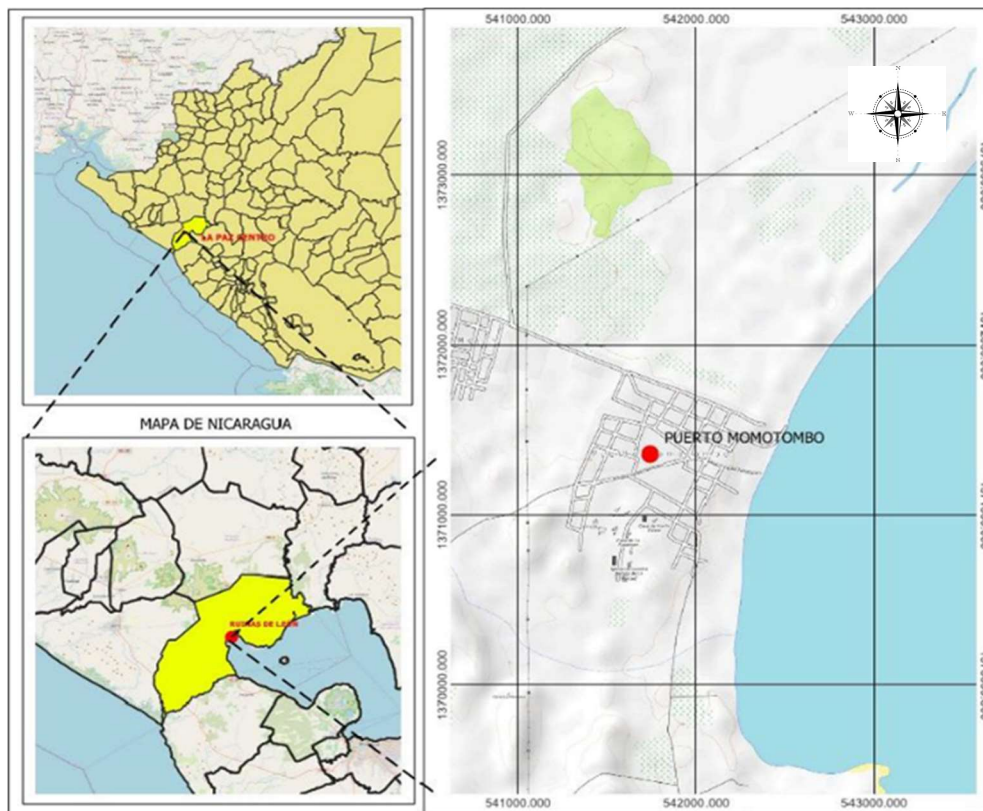 LA PAZ CENTRO
MAPA DE NICARAGUA
RUINAS DE LEON
541000.000 542000.000 543000.000
N
W
1373000.000
1372000.000
PUERTO MOMOTOMBO
1371000.000
1370000.000
541000.000 542000.000 543000.000